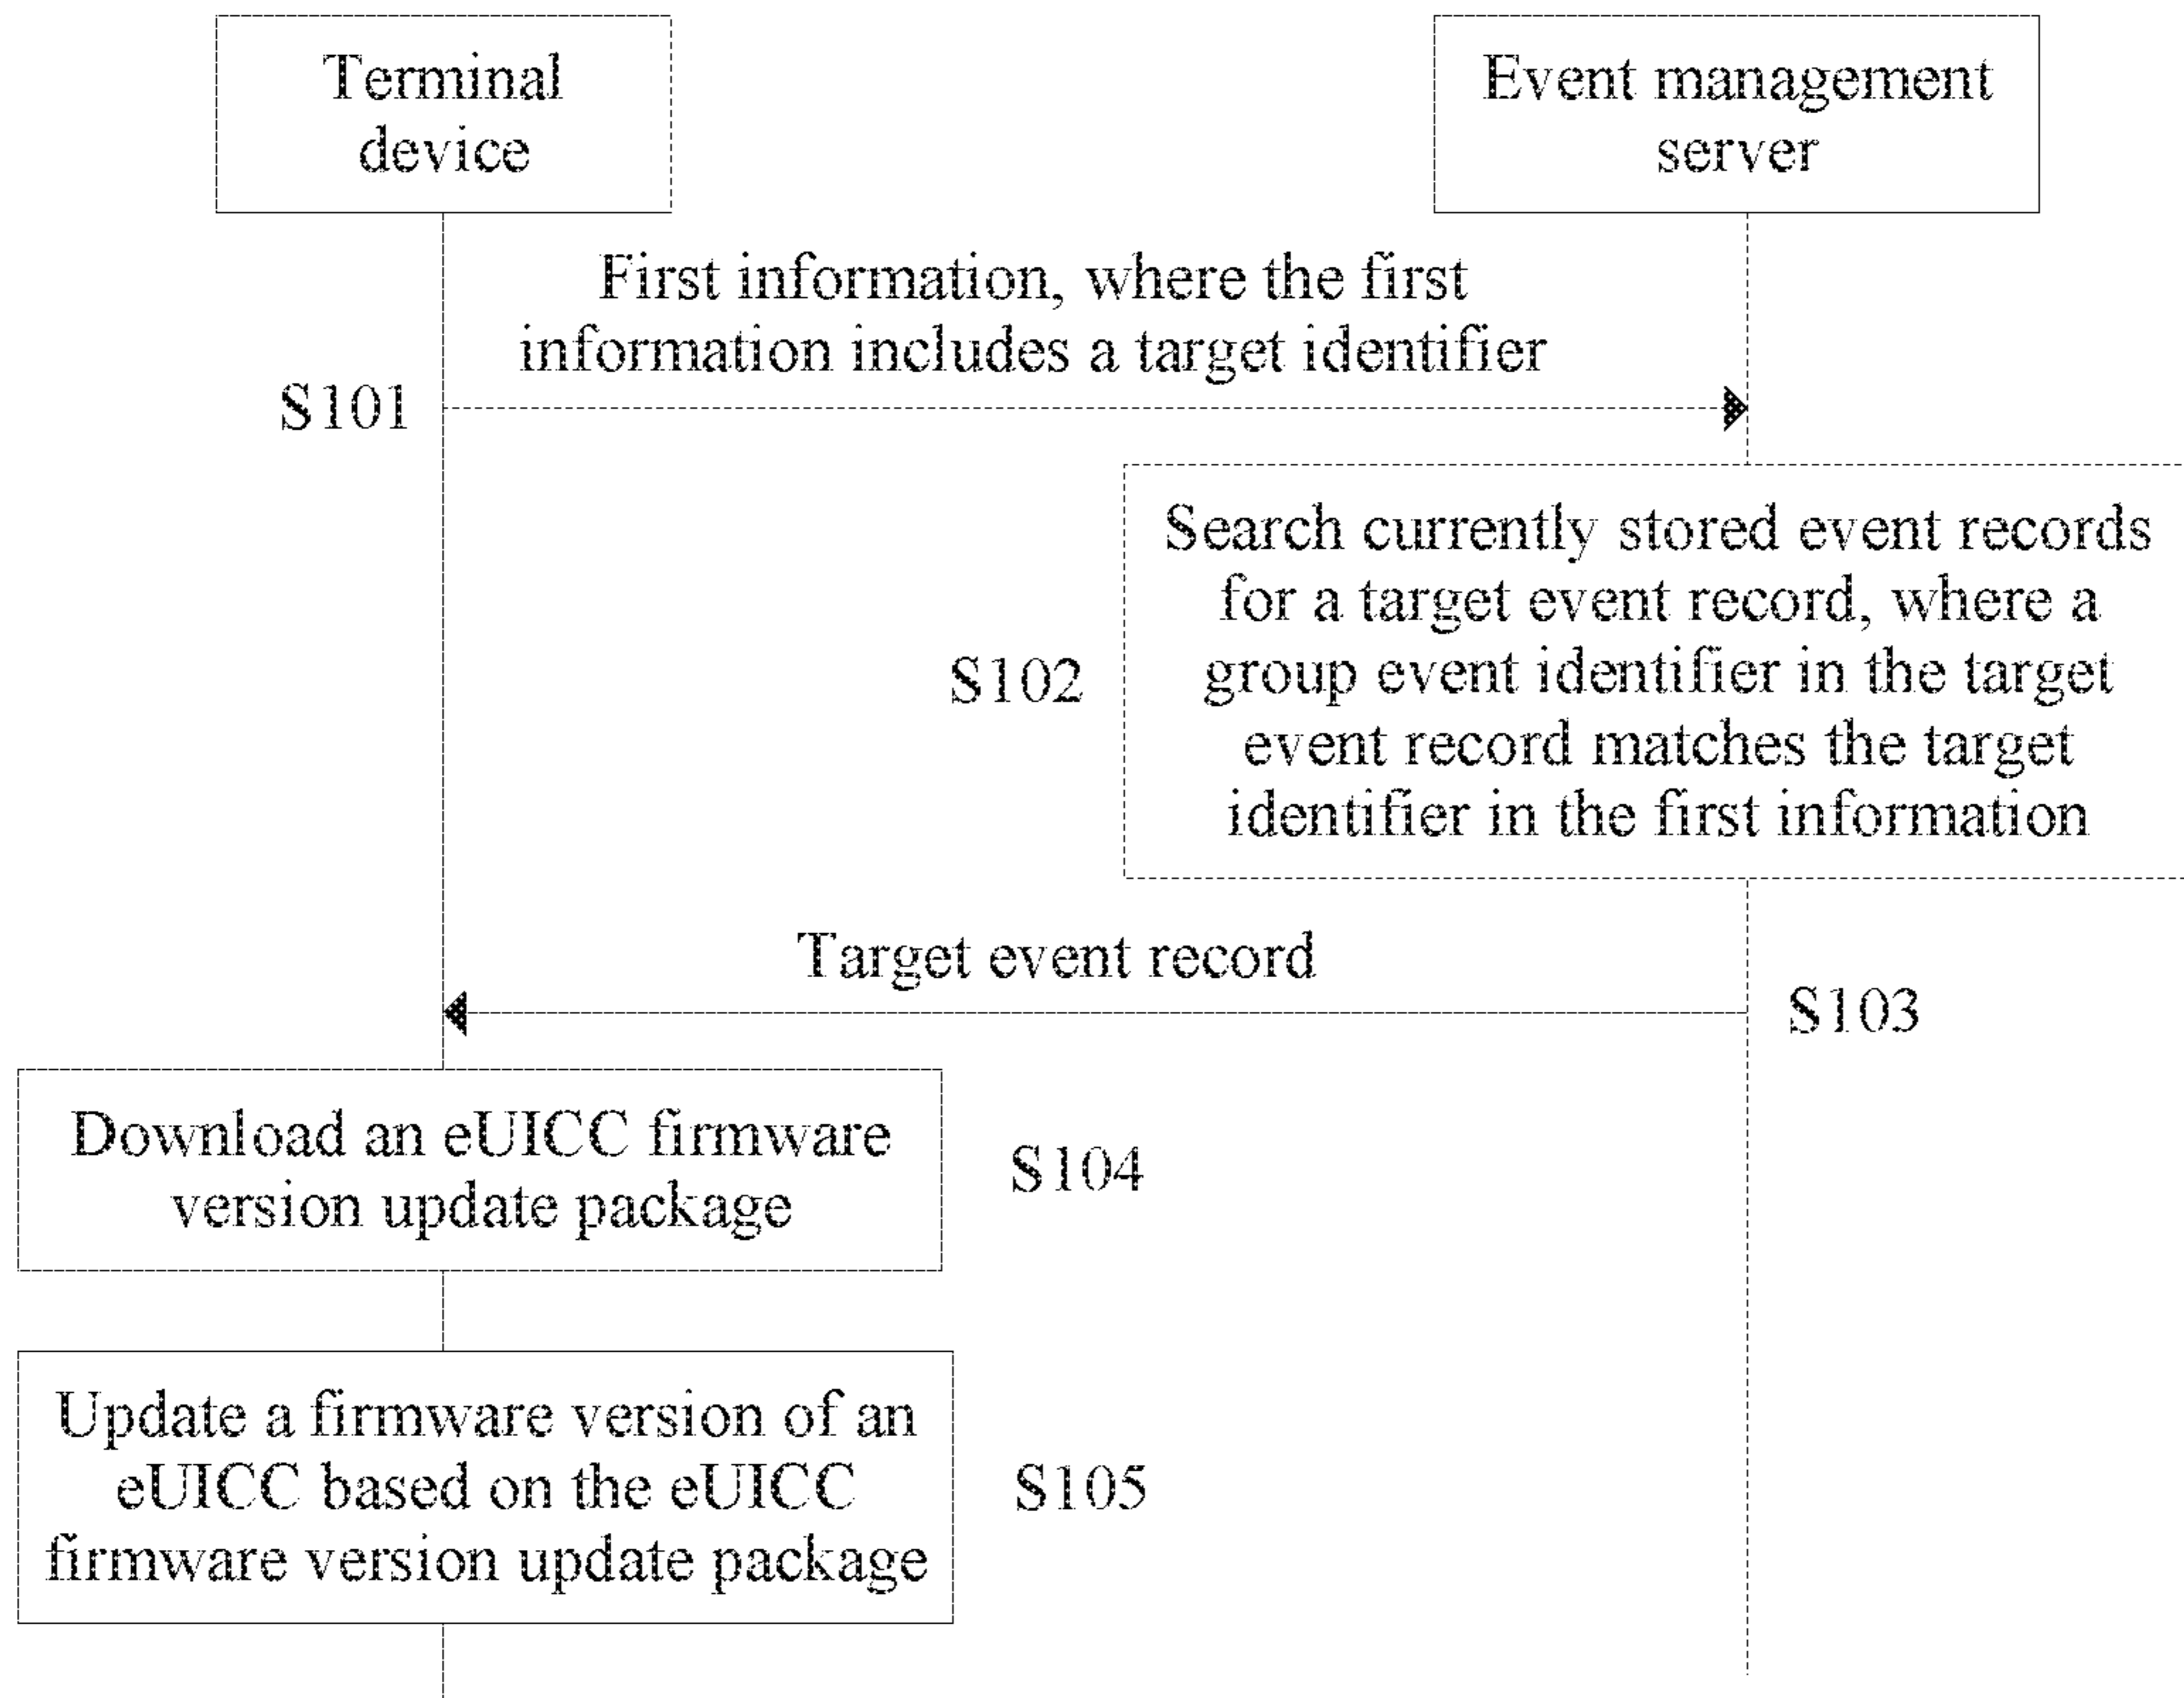 Terminal
device
Event management
server
First information, where the first
information includes a target identifier
S101
Search currently stored event records
for a target event record, where a
group event identifier in the target
event record matches the target
identifier in the first information
S102
Target event record
S103
Download an eUICC firmware
version update package
S104
Update a firmware version of an
eUICC based on the eUICC
firmware version update package
S105